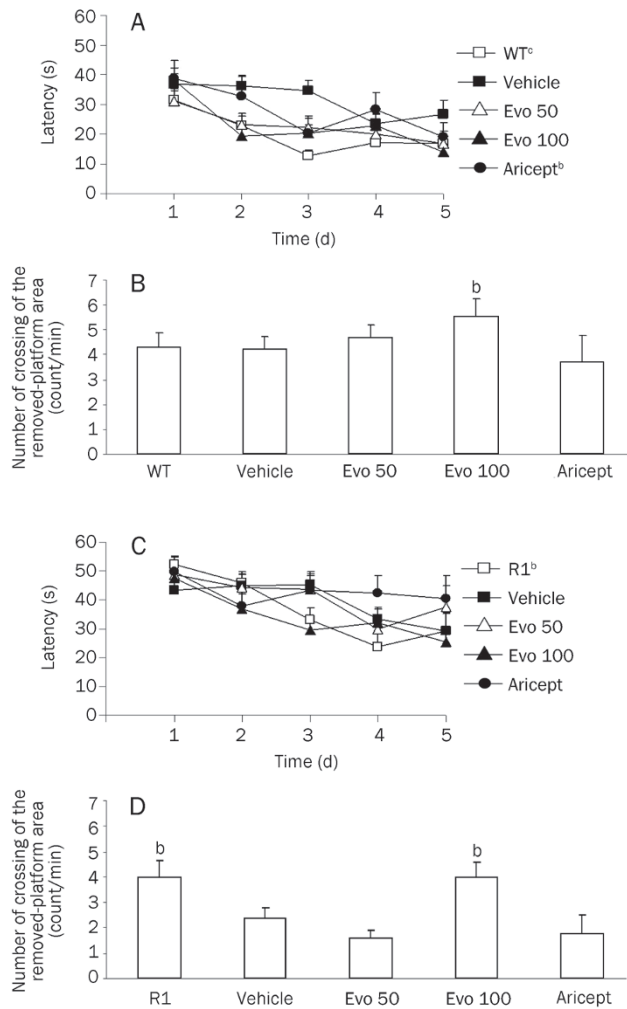 A
60
50
40
30
20
10
0
Latency (s)
1 2 3 4 5
Time (d)
WTᶜ
Vehicle
Evo 50
Evo 100
Ariceptᵇ
B
7
6
5
4
3
2
1
0
Number of crossing of the
removed-platform area
(count/min)
b
WT Vehicle Evo 50 Evo 100 Aricept
C
60
50
40
30
20
10
0
Latency (s)
1 2 3 4 5
Time (d)
R1ᵇ
Vehicle
Evo 50
Evo 100
Aricept
D
7
6
5
4
3
2
1
0
Number of crossing of the
removed-platform area
(count/min)
b b
R1 Vehicle Evo 50 Evo 100 Aricept